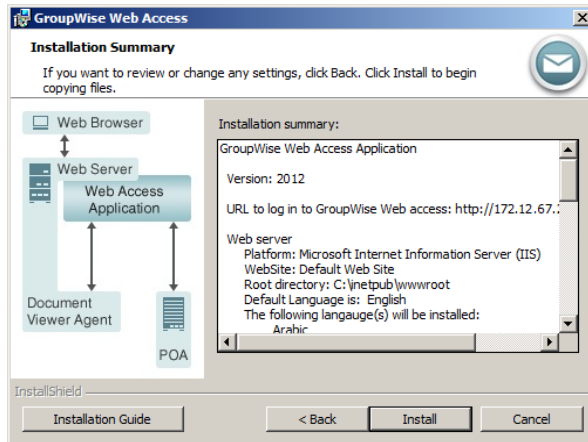 GroupWise Web Access
Installation Summary
If you want to review or change any settings, click Back. Click Install to begin
copying files.
Web Browser
Web Server
Web Access
Application
Document
Viewer Agent
POA
Installation summary:
GroupWise Web Access Application
Version: 2012
URL to log in to GroupWise Web access: http://172.12.67.
Web server
Platform: Microsoft Internet Information Server (IIS)
WebSite: Default Web Site
Root directory: C:\inetpub\wwwroot
Default Language is: English
The following langauge(s) will be installed:
Arabic
InstallShield
Installation Guide
< Back
Install
Cancel